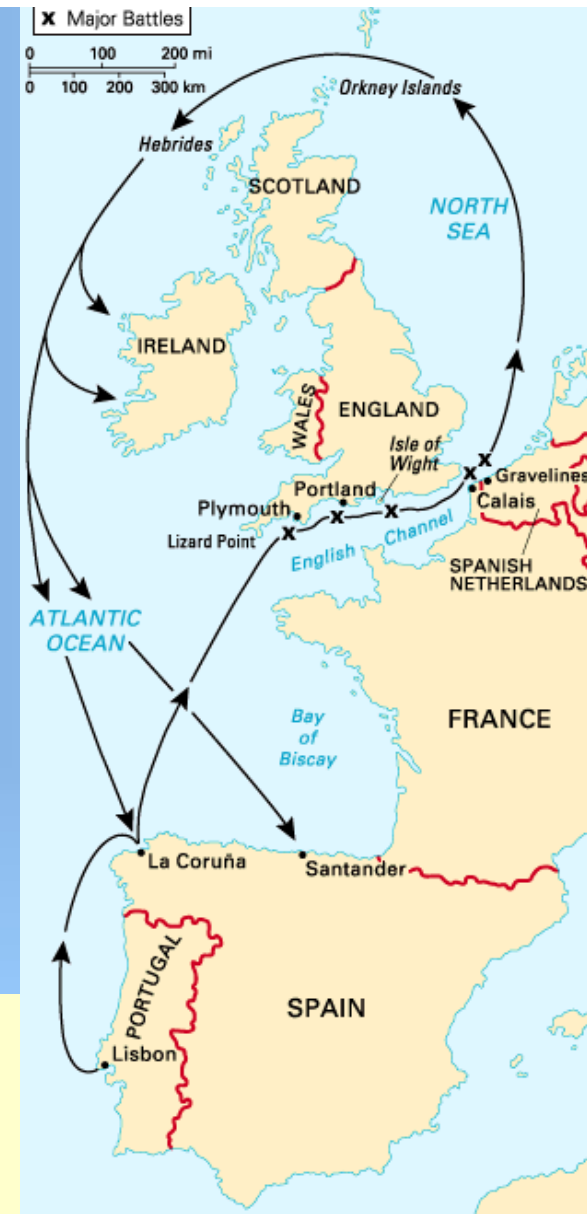 x Major Battles
0 100 200 mi
0 100 200 300 km
Orkney Islands
Hebrides
SCOTLAND
NORTH
SEA
IRELAND
WALES
ENGLAND
Isle of
Wight
Portland
Plymouth
Gravelines
Calais
Lizard Point
English Channel
SPANISH
NETHERLANDS
ATLANTIC
OCEAN
Bay
of
Biscay
FRANCE
La Coruña
Santander
PORTUGAL
SPAIN
Lisbon